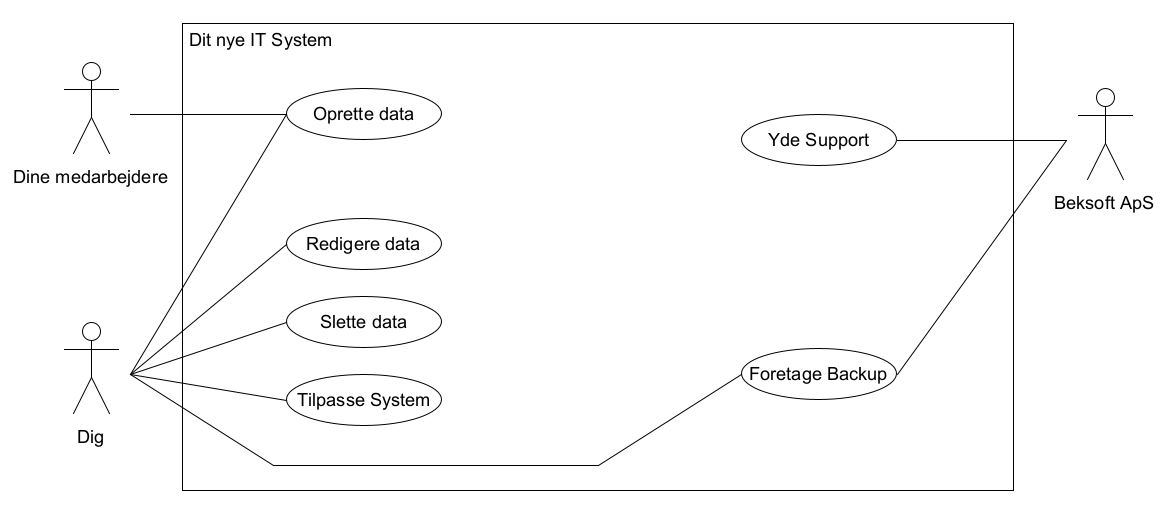 Dit nye IT System
Oprette data
Yde Support
Dine medarbejdere
Beksoft ApS
Redigere data
Slette data
Foretage Backup
Tilpasse System
Dig